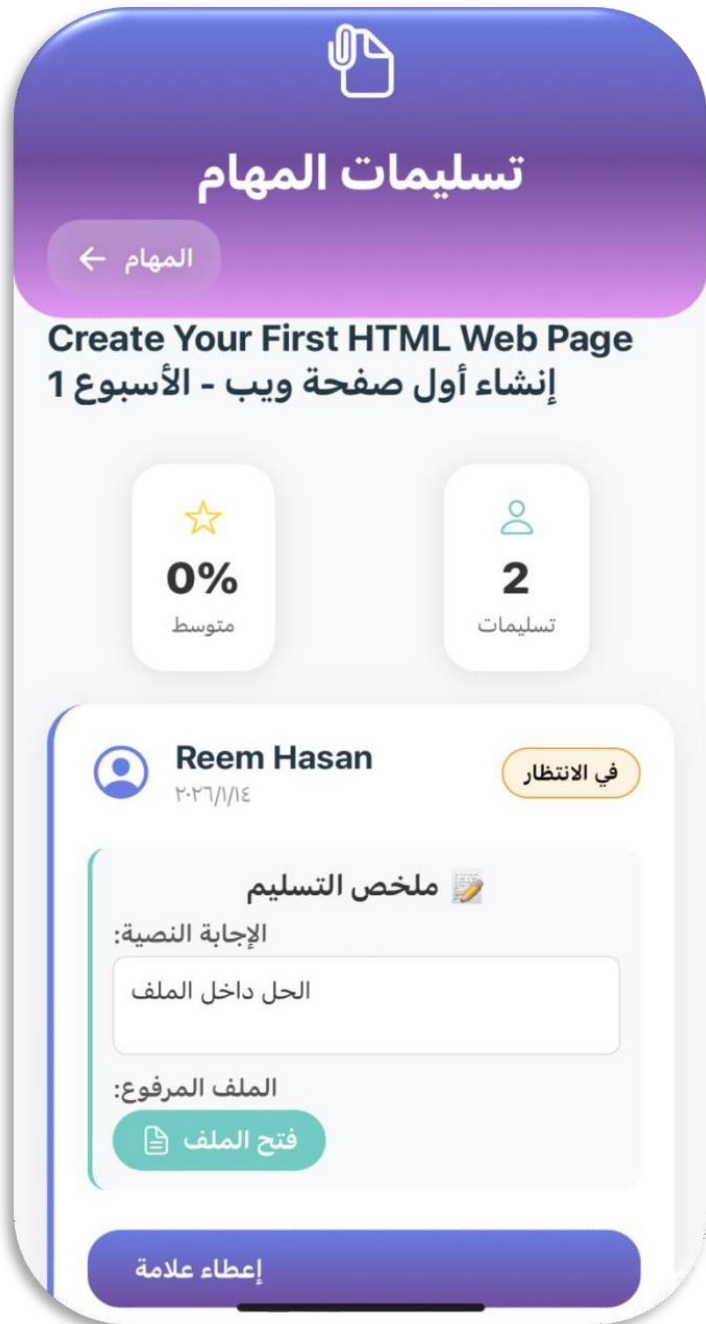 تسليمات المهام
المهام
Create Your First HTML Web Page
إنشاء أول صفحة ويب - الأسبوع 1
2
تسليمات
0%
متوسط
Reem Hasan
٢٠٢٦/١/١٤
في الانتظار
ملخص التسليم
الإجابة النصية:
الحل داخل الملف
الملف المرفوع:
فتح الملف
إعطاء علامة